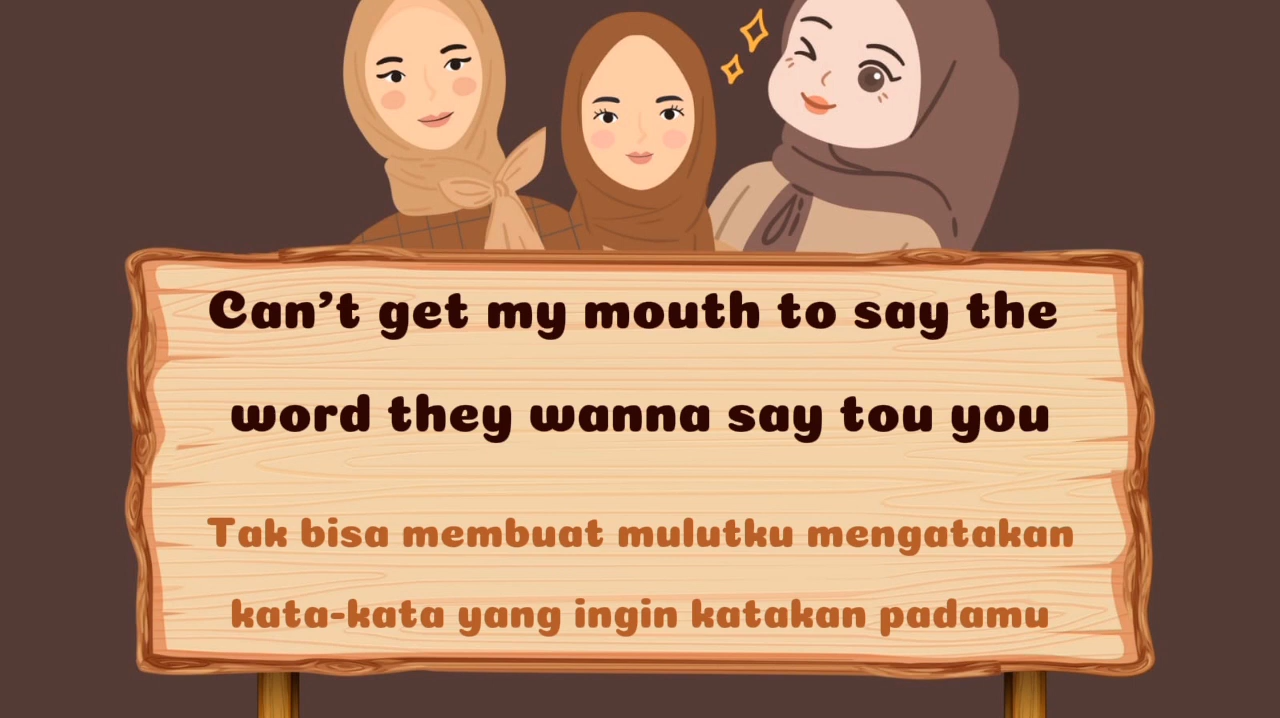 Can’t get my mouth to say the
word they wanna say tou you
Tak bisa membuat mulutku mengatakan
kata-kata yang ingin katakan padamu